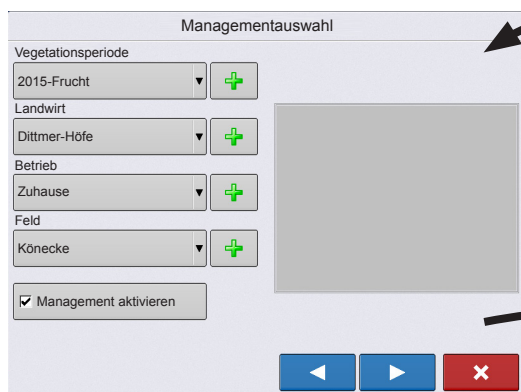 Managementauswahl
Vegetationsperiode
2015-Frucht
Landwirt
Dittmer-Höfe
Betrieb
Zuhause
Feld
Könecke
Management aktivieren